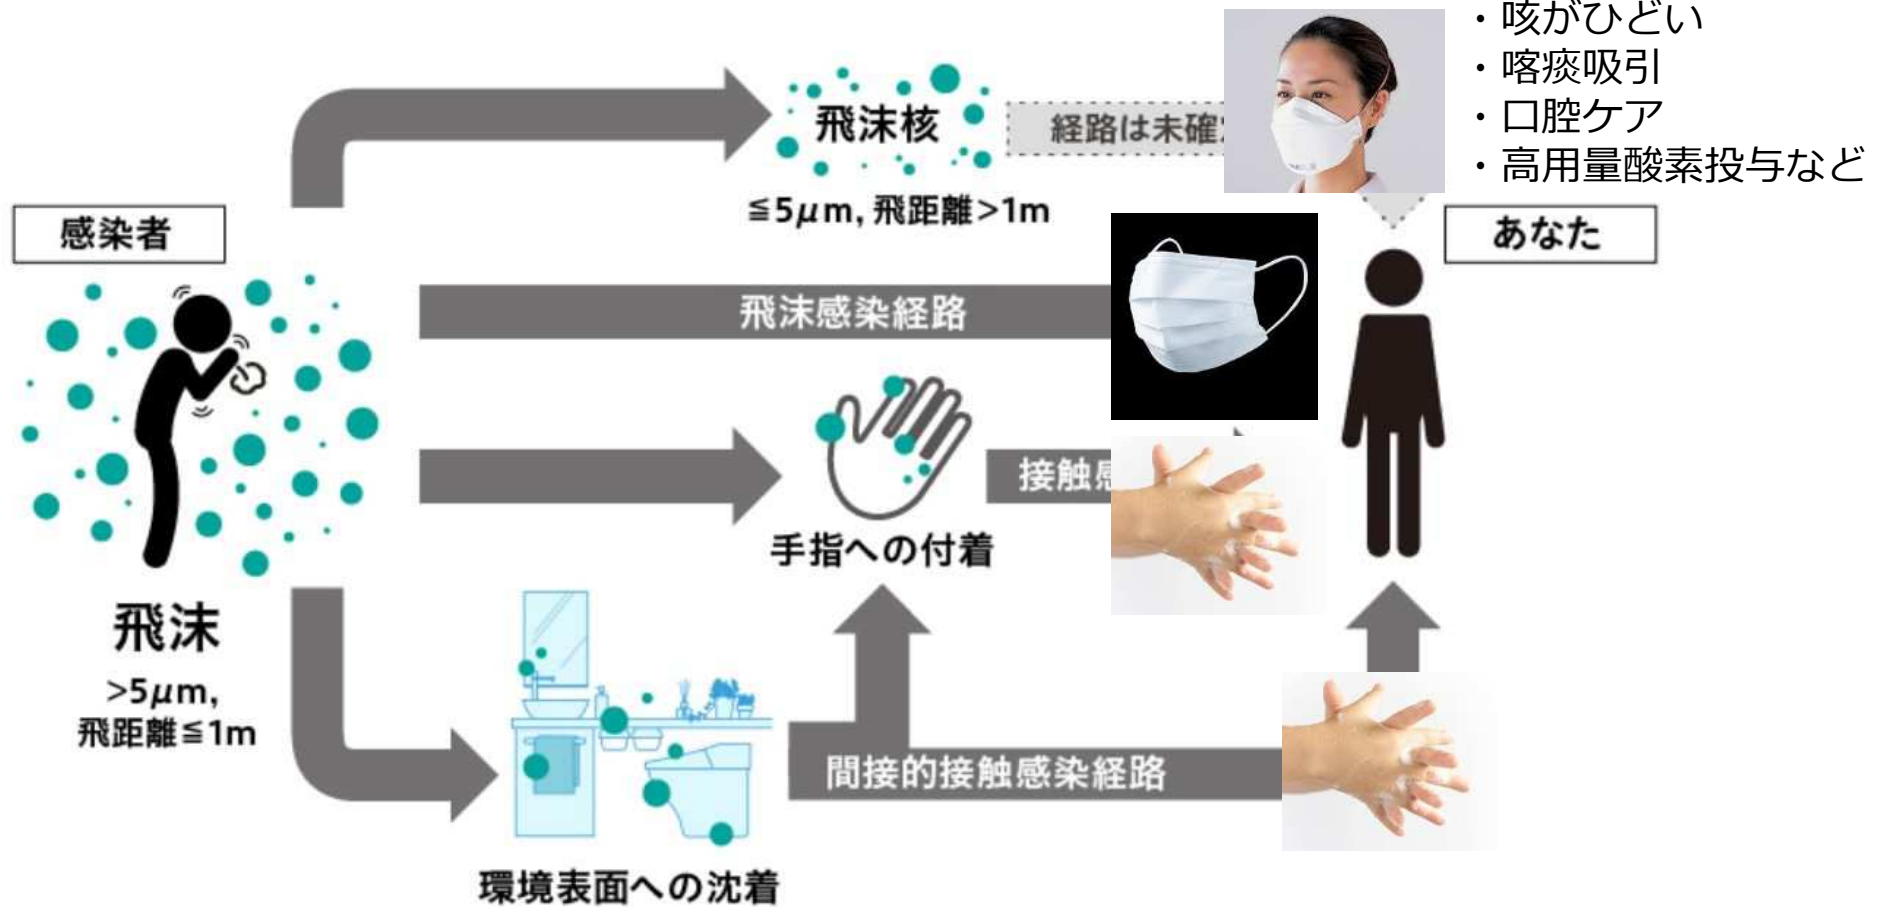 ・咳がひどい
・喀痰吸引
・口腔ケア
・高用量酸素投与など
飛沫核
経路は未確
≦5μm, 飛距離>1m
感染者
あなた
飛沫感染経路
接触感
手指への付着
飛沫
>5μm,
飛距離≦1m
間接的接触感染経路
環境表面への沈着